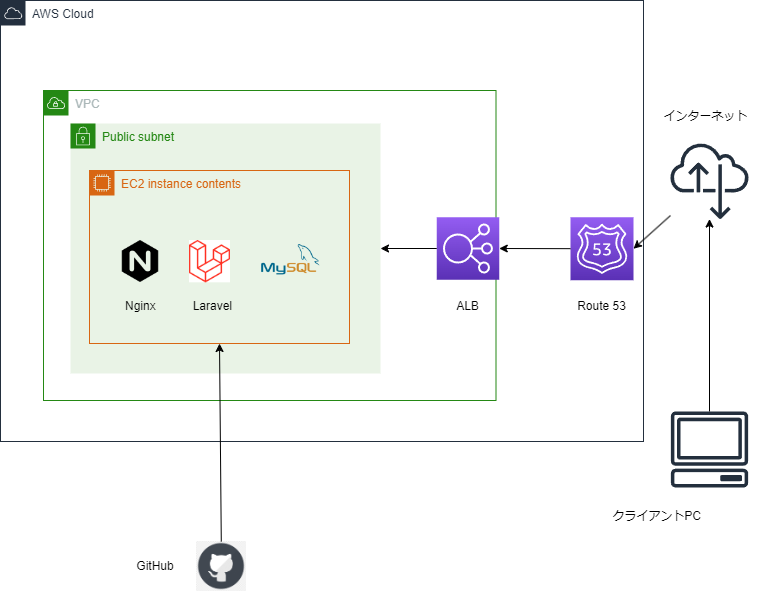 AWS Cloud
VPC
Public subnet
インターネット
EC2 instance contents
N
MySQL
53
Nginx
Laravel
ALB
Route 53
クライアントPC
GitHub